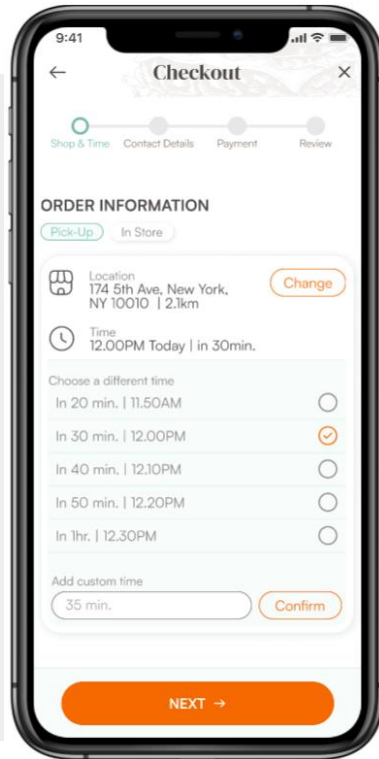 9:41
Checkout
Shop & Time Contact Details Payment Review
ORDER INFORMATION
Pick-Up In Store
Location
174 5th Ave, New York,
NY 10010 | 2.1km
Change
Time
12.00PM Today | in 30min.
Choose a different time
In 20 min. | 11.50AM
In 30 min. | 12.00PM
In 40 min. | 12.10PM
In 50 min. | 12.20PM
In 1hr. | 12.30PM
Add custom time
35 min. Confirm
NEXT →